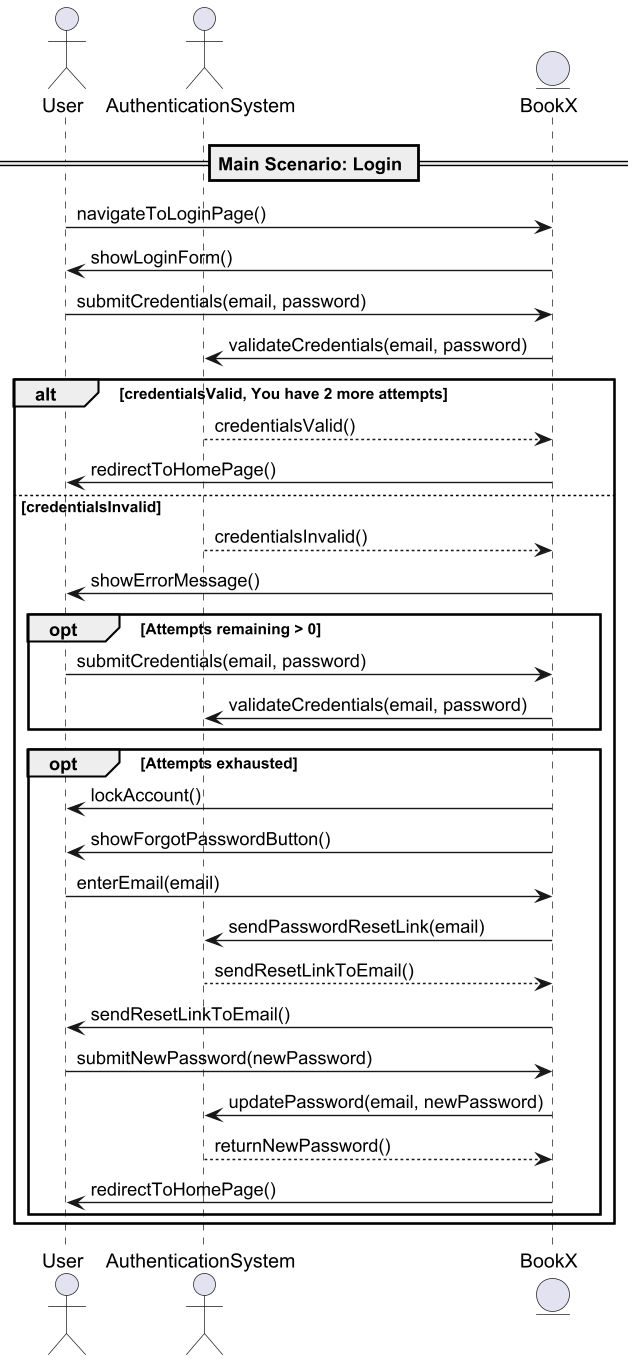 User AuthenticationSystem BookX
Main Scenario: Login
navigateToLoginPage()
showLoginForm()
submitCredentials(email, password)
validateCredentials(email, password)
alt [credentialsValid, You have 2 more attempts]
credentialsValid()
redirectToHomePage()
[credentialsInvalid]
credentialsInvalid()
showErrorMessage()
opt [Attempts remaining > 0]
submitCredentials(email, password)
validateCredentials(email, password)
opt [Attempts exhausted]
lockAccount()
showForgotPasswordButton()
enterEmail(email)
sendPasswordResetLink(email)
sendResetLinkToEmail()
sendResetLinkToEmail()
submitNewPassword(newPassword)
updatePassword(email, newPassword)
returnNewPassword()
redirectToHomePage()
User AuthenticationSystem BookX